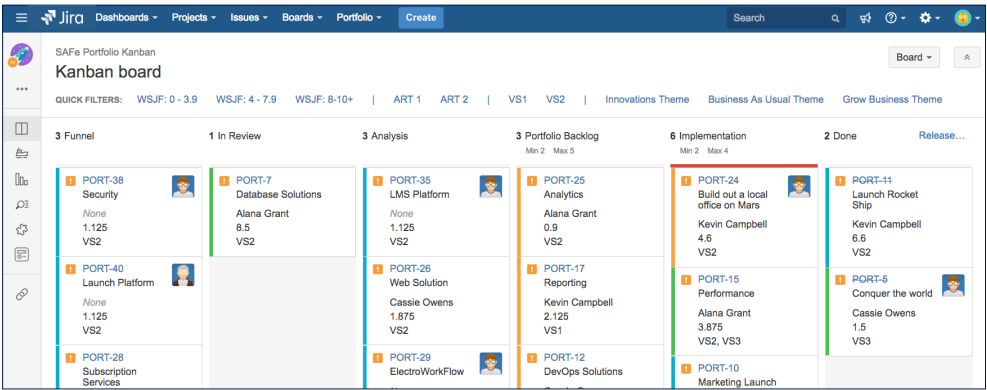 Jira Dashboards Projects Issues Boards Portfolio Create Search
SAFe Portfolio Kanban
Kanban board
Board
QUICK FILTERS: WSJF: 0 - 3.9 WSJF: 4 - 7.9 WSJF: 8-10+ | ART 1 ART 2 | VS1 VS2 | Innovations Theme Business As Usual Theme Grow Business Theme
3 Funnel
PORT-38
Security
None
1.125
VS2
PORT-40
Launch Platform
None
1.125
VS2
PORT-28
Subscription
Services
1 In Review
PORT-7
Database Solutions
Alana Grant
8.5
VS2
3 Analysis
PORT-35
LMS Platform
None
1.125
VS2
PORT-26
Web Solution
Cassie Owens
1.875
VS2
PORT-29
ElectroWorkFlow
3 Portfolio Backlog
Min 2 Max 5
PORT-25
Analytics
Alana Grant
0.9
VS2
PORT-17
Reporting
Kevin Campbell
2.125
VS1
PORT-12
DevOps Solutions
6 Implementation
Min 2 Max 4
PORT-24
Build out a local
office on Mars
Kevin Campbell
4.6
VS2
PORT-15
Performance
Alana Grant
3.875
VS2, VS3
PORT-10
Marketing Launch
2 Done Release...
PORT-11
Launch Rocket
Ship
Kevin Campbell
6.6
VS2
PORT-5
Conquer the world
Cassie Owens
1.5
VS3